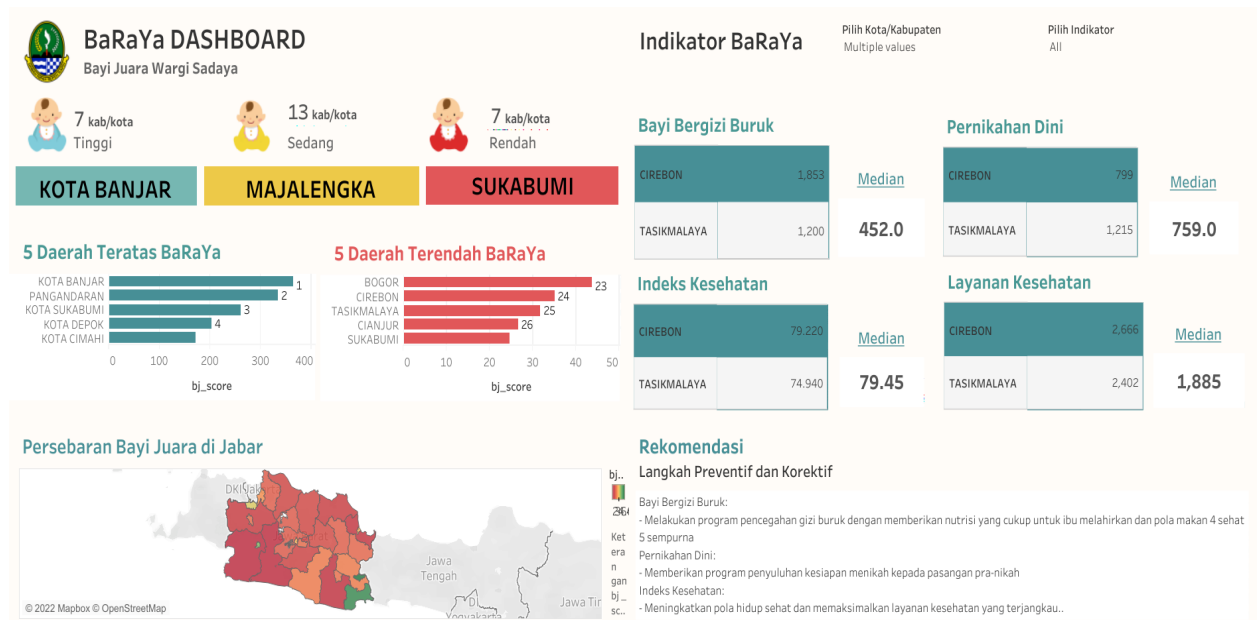 BaRaYa DASHBOARD
Bayi Juara Wargi Sadaya
7 kab/kota
Tinggi
13 kab/kota
Sedang
7 kab/kota
Rendah
KOTA BANJAR
MAJALENGKA
SUKABUMI
5 Daerah Teratas BaRaYa
KOTA BANJAR 1
PANGANDARAN 2
KOTA SUKABUMI 3
KOTA DEPOK 4
KOTA CIMAHI
0 100 200 300 400
bj_score
5 Daerah Terendah BaRaYa
BOGOR 23
CIREBON 24
TASIKMALAYA 25
CIANJUR 26
SUKABUMI
0 10 20 30 40 50
bj_score
Persebaran Bayi Juara di Jabar
DKI
Jawa
Tengah
Yogyakarta
© 2022 Mapbox © OpenStreetMap
bj..
Ket
era
n
gan
bj_
sc..
Indikator BaRaYa
Pilih Kota/Kabupaten
Multiple values
Pilih Indikator
All
Bayi Bergizi Buruk
CIREBON 1,853
TASIKMALAYA 1,200
Median
452.0
Pernikahan Dini
CIREBON 799
TASIKMALAYA 1,215
Median
759.0
Indeks Kesehatan
CIREBON 79.220
TASIKMALAYA 74.940
Median
79.45
Layanan Kesehatan
CIREBON 2,666
TASIKMALAYA 2,402
Median
1,885
Rekomendasi
Langkah Preventif dan Korektif
Bayi Bergizi Buruk:
- Melakukan program pencegahan gizi buruk dengan memberikan nutrisi yang cukup untuk ibu melahirkan dan pola makan 4 sehat
5 sempurna
Pernikahan Dini:
- Memberikan program penyuluhan kesiapan menikah kepada pasangan pra-nikah
Indeks Kesehatan:
- Meningkatkan pola hidup sehat dan memaksimalkan layanan kesehatan yang terjangkau..